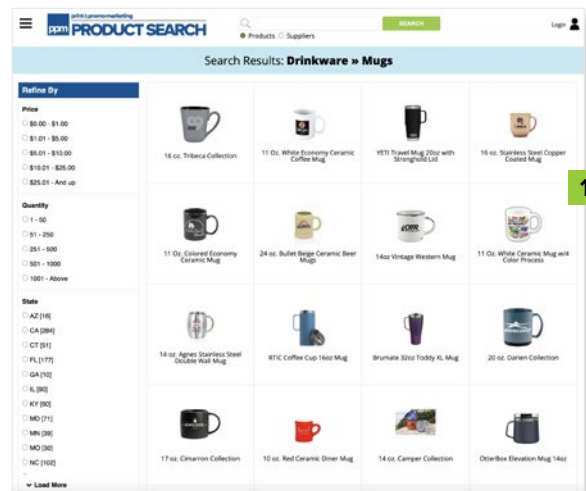 print&promomarketing
ppm PRODUCT SEARCH
SEARCH
Products Suppliers
Login
Search Results: Drinkware » Mugs
Refine By
Price
$0.00 - $1.00
$1.01 - $5.00
$5.01 - $10.00
$10.01 - $25.00
$25.01 - And up
Quantity
1 - 50
51 - 250
251 - 500
501 - 1000
1001 - Above
State
AZ [16]
CA [284]
CT [51]
FL [177]
GA [10]
IL [90]
KY [60]
MD [71]
MN [39]
MO [30]
NC [102]
Load More
16 oz. Tribeca Collection
11 Oz. White Economy Ceramic
Coffee Mug
YETI Travel Mug 20oz with
Stronghold Lid
16 oz. Stainless Steel Copper
Coated Mug
11 Oz. Colored Economy
Ceramic Mug
24 oz. Bullet Beige Ceramic Beer
Mugs
14oz Vintage Western Mug
11 Oz. White Ceramic Mug w/4
Color Process
14 oz. Agnes Stainless Steel
Double Wall Mug
RTIC Coffee Cup 16oz Mug
Brumate 32oz Toddy XL Mug
20 oz. Darien Collection
17 oz. Cimarron Collection
10 oz. Red Ceramic Diner Mug
14 oz. Camper Collection
OtterBox Elevation Mug 14oz
1